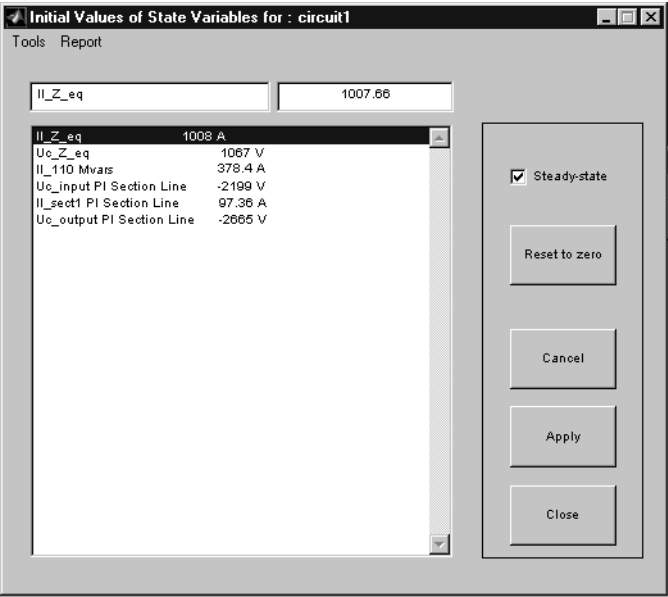 Initial Values of State Variables for : circuit1
Tools Report
Il_Z_eq 1007.66
Il_Z_eq 1008 A
Uc_Z_eq 1067 V
Il_110 Mvars 378.4 A
Uc_input PI Section Line -2199 V
Il_sect1 PI Section Line 97.36 A
Uc_output PI Section Line -2665 V
Steady-state
Reset to zero
Cancel
Apply
Close